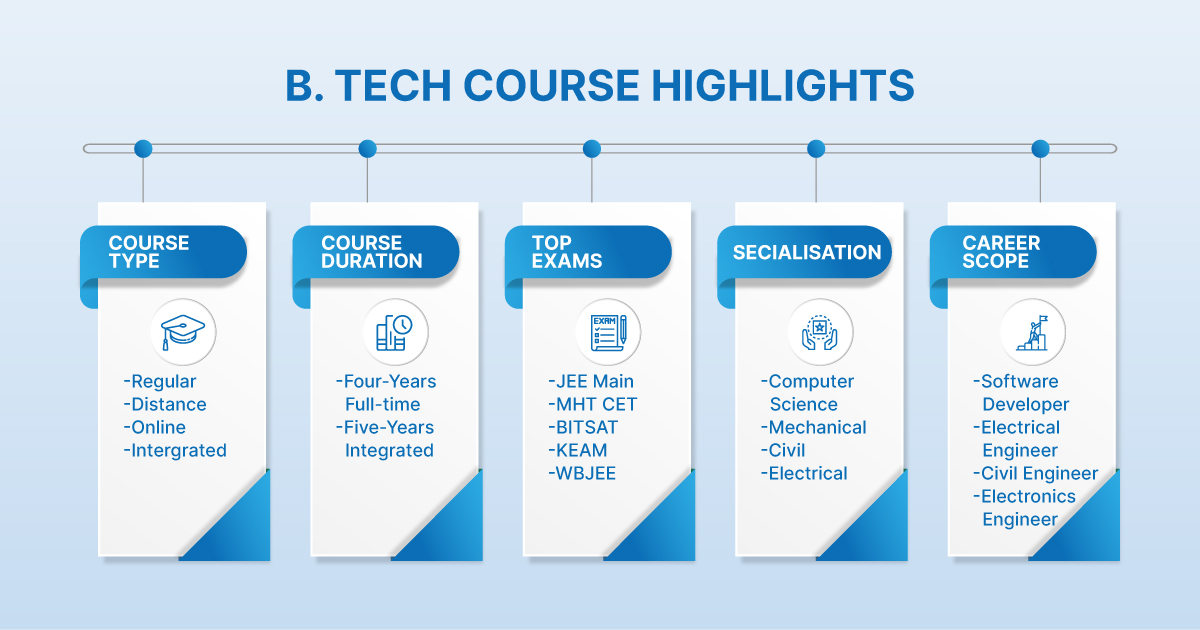 B. TECH COURSE HIGHLIGHTS
COURSE
TYPE
-Regular
-Distance
-Online
-Intergrated
COURSE
DURATION
-Four-Years
Full-time
-Five-Years
Integrated
TOP
EXAMS
EXAM
-JEE Main
-MHT CET
-BITSAT
-KEAM
-WBJEE
SECIALISATION
-Computer
Science
-Mechanical
-Civil
-Electrical
CAREER
SCOPE
-Software
Developer
-Electrical
Engineer
-Civil Engineer
-Electronics
Engineer